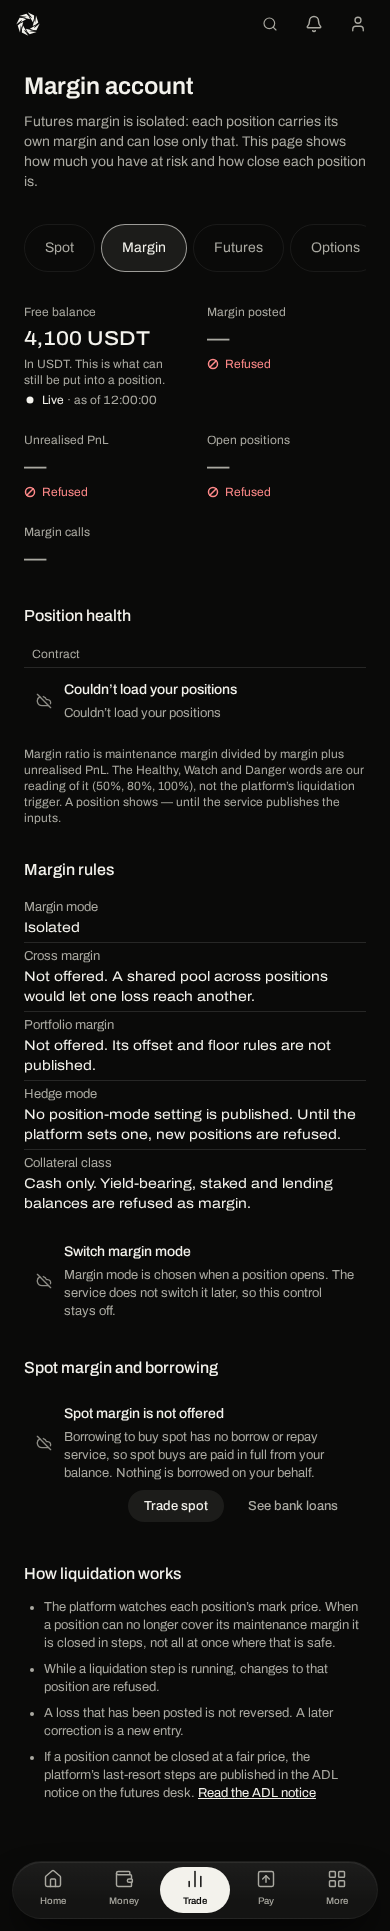 Margin account
Futures margin is isolated: each position carries its
own margin and can lose only that. This page shows
how much you have at risk and how close each position
is.
Spot
Margin
Futures
Options
Free balance
4,100 USDT
In USDT. This is what can
still be put into a position.
Live · as of 12:00:00
Margin posted
—
Refused
Unrealised PnL
—
Refused
Open positions
—
Refused
Margin calls
—
Position health
Contract
Couldn’t load your positions
Couldn’t load your positions
Margin ratio is maintenance margin divided by margin plus
unrealised PnL. The Healthy, Watch and Danger words are our
reading of it (50%, 80%, 100%), not the platform’s liquidation
trigger. A position shows — until the service publishes the
inputs.
Margin rules
Margin mode
Isolated
Cross margin
Not offered. A shared pool across positions
would let one loss reach another.
Portfolio margin
Not offered. Its offset and floor rules are not
published.
Hedge mode
No position-mode setting is published. Until the
platform sets one, new positions are refused.
Collateral class
Cash only. Yield-bearing, staked and lending
balances are refused as margin.
Switch margin mode
Margin mode is chosen when a position opens. The
service does not switch it later, so this control
stays off.
Spot margin and borrowing
Spot margin is not offered
Borrowing to buy spot has no borrow or repay
service, so spot buys are paid in full from your
balance. Nothing is borrowed on your behalf.
Trade spot
See bank loans
How liquidation works
• The platform watches each position’s mark price. When
a position can no longer cover its maintenance margin it
is closed in steps, not all at once where that is safe.
• While a liquidation step is running, changes to that
position are refused.
• A loss that has been posted is not reversed. A later
correction is a new entry.
• If a position cannot be closed at a fair price, the
platform’s last-resort steps are published in the ADL
notice on the futures desk. Read the ADL notice
Home
Money
Trade
Pay
More